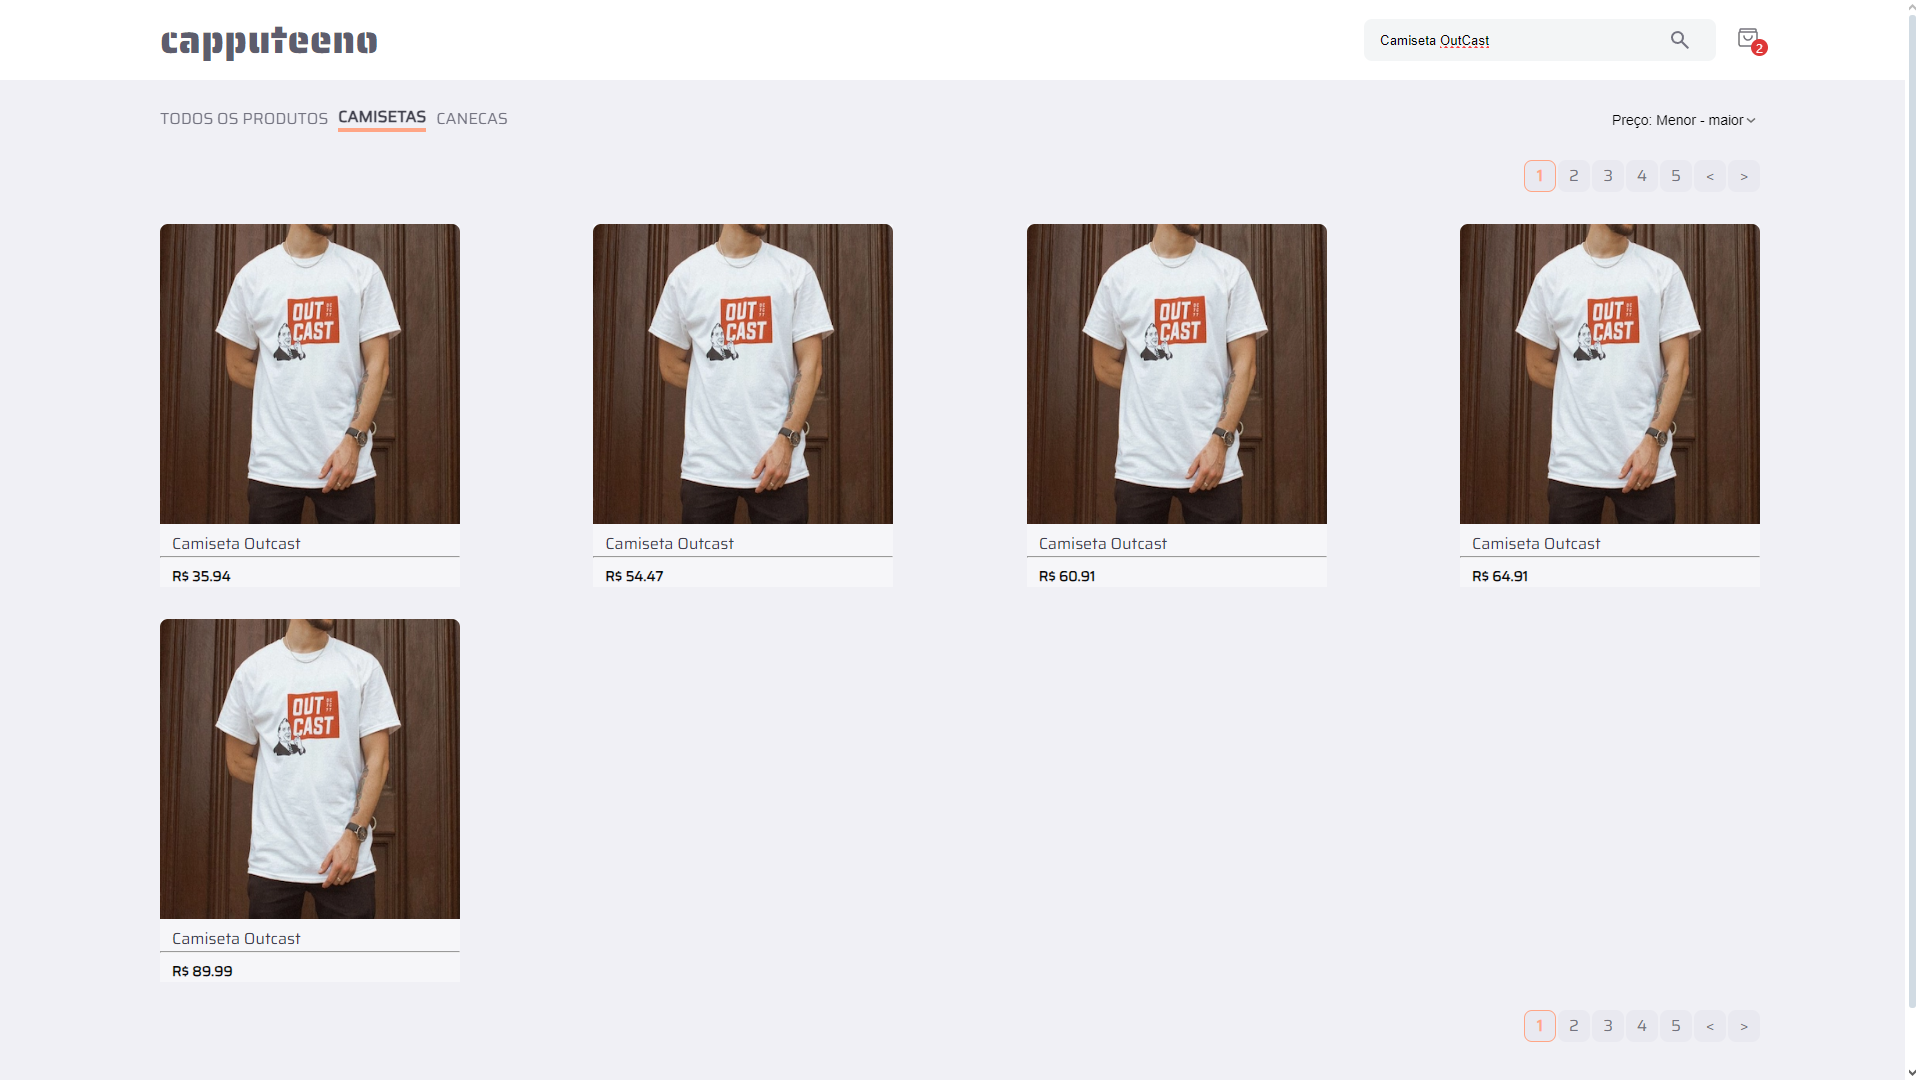 capputeeno
Camiseta OutCast
2
TODOS OS PRODUTOS CAMISETAS CANECAS
Preço: Menor - maior
1 2 3 4 5 < >
OUT
CAST
OUT
CAST
OUT
CAST
OUT
CAST
Camiseta Outcast
R$ 35.94
Camiseta Outcast
R$ 54.47
Camiseta Outcast
R$ 60.91
Camiseta Outcast
R$ 64.91
OUT
CAST
Camiseta Outcast
R$ 89.99
1 2 3 4 5 < >